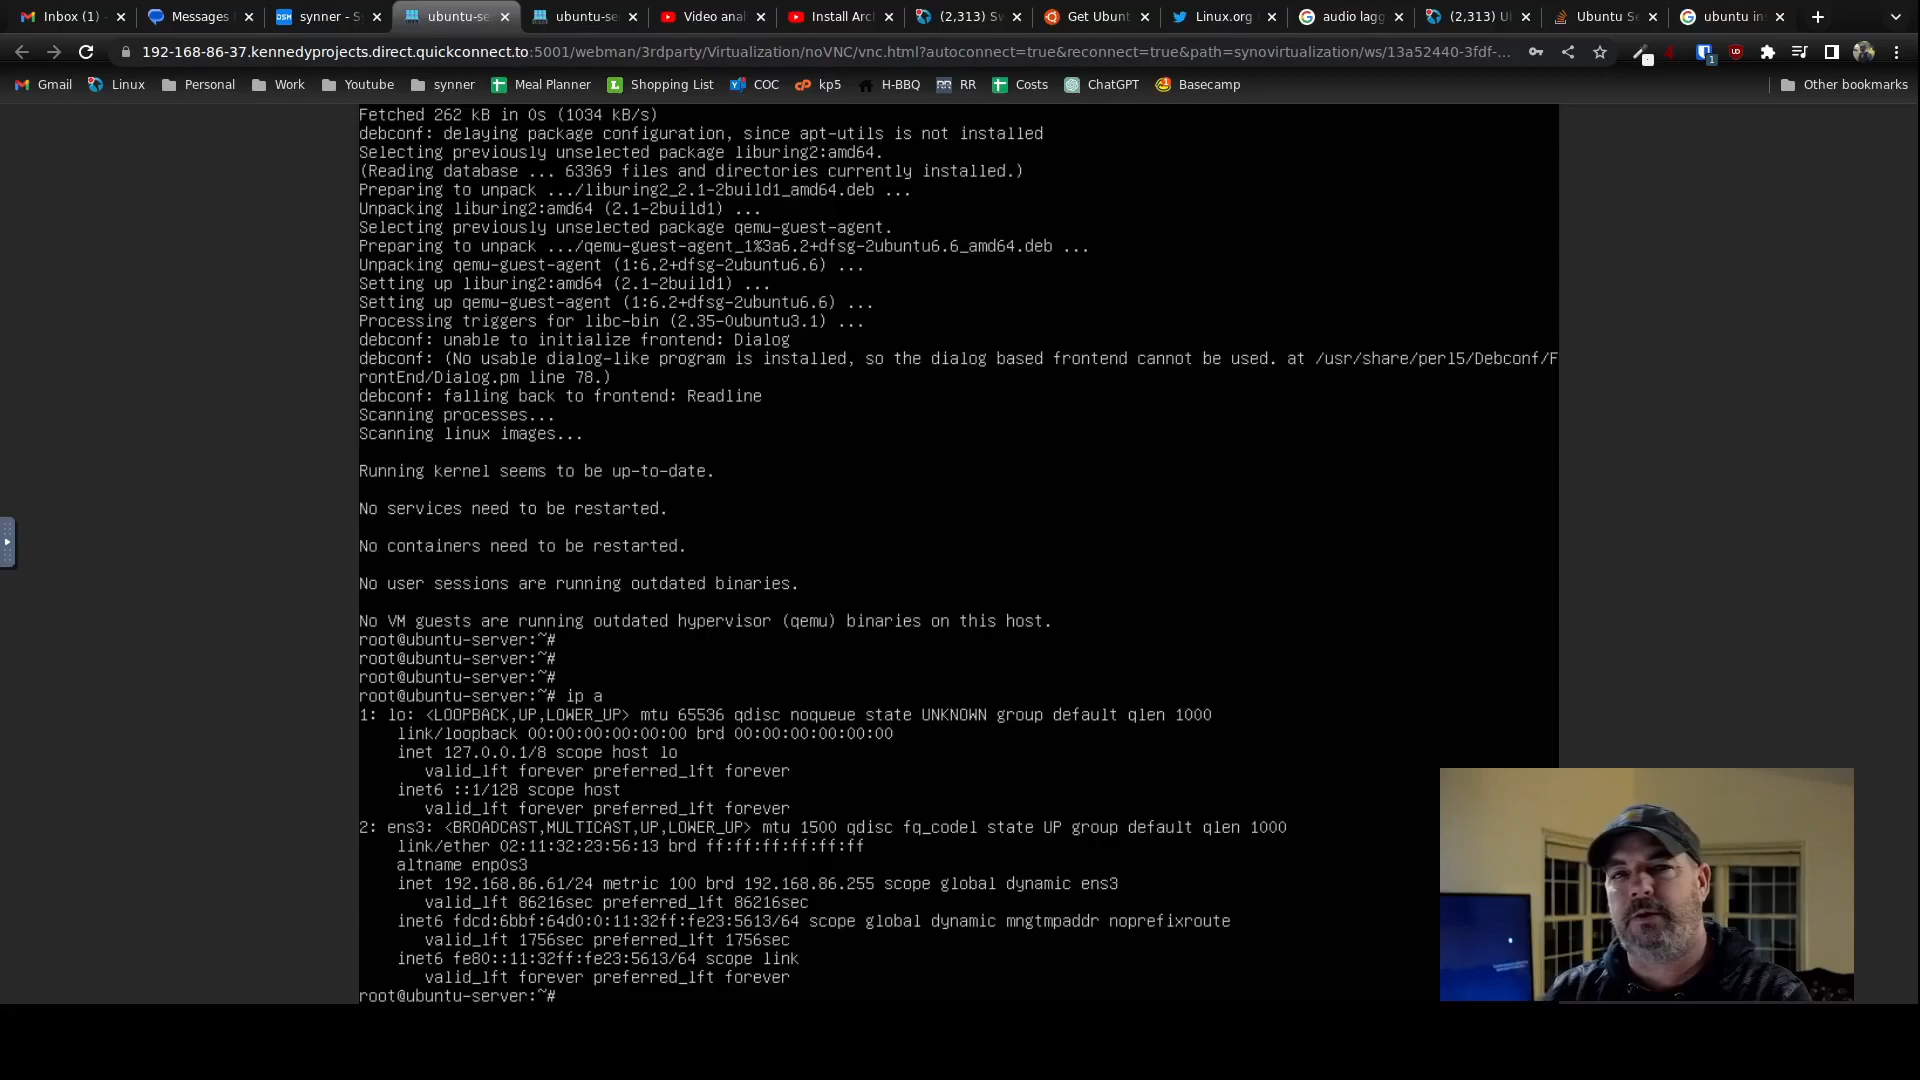 Inbox (1)
Messages
synner - S
ubuntu-se
ubuntu-se
Video anal
Install Arc
(2,313) Sw
Get Ubunt
Linux.org
audio lagg
(2,313) U
Ubuntu Se
ubuntu in
192-168-86-37.kennedyprojects.direct.quickconnect.to:5001/webman/3rdparty/Virtualization/noVNC/vnc.html?autoconnect=true&reconnect=true&path=synovirtualization/ws/13a52440-3fdf-...
Gmail
Linux
Personal
Work
Youtube
synner
Meal Planner
Shopping List
COC
kp5
H-BBQ
RR
Costs
ChatGPT
Basecamp
Other bookmarks
Fetched 262 kB in 0s (1034 kB/s)
debconf: delaying package configuration, since apt-utils is not installed
Selecting previously unselected package liburing2:amd64.
(Reading database ... 63369 files and directories currently installed.)
Preparing to unpack .../liburing2_2.1-2build1_amd64.deb ...
Unpacking liburing2:amd64 (2.1-2build1) ...
Selecting previously unselected package qemu-guest-agent.
Preparing to unpack .../qemu-guest-agent_1%3a6.2+dfsg-2ubuntu6.6_amd64.deb ...
Unpacking qemu-guest-agent (1:6.2+dfsg-2ubuntu6.6) ...
Setting up liburing2:amd64 (2.1-2build1) ...
Setting up qemu-guest-agent (1:6.2+dfsg-2ubuntu6.6) ...
Processing triggers for libc-bin (2.35-0ubuntu3.1) ...
debconf: unable to initialize frontend: Dialog
debconf: (No usable dialog-like program is installed, so the dialog based frontend cannot be used. at /usr/share/perl5/Debconf/F
rontEnd/Dialog.pm line 78.)
debconf: falling back to frontend: Readline
Scanning processes...
Scanning linux images...
Running kernel seems to be up-to-date.
No services need to be restarted.
No containers need to be restarted.
No user sessions are running outdated binaries.
No VM guests are running outdated hypervisor (qemu) binaries on this host.
root@ubuntu-server:~#
root@ubuntu-server:~#
root@ubuntu-server:~#
root@ubuntu-server:~# ip a
1: lo: <LOOPBACK,UP,LOWER_UP> mtu 65536 qdisc noqueue state UNKNOWN group default qlen 1000
link/loopback 00:00:00:00:00:00 brd 00:00:00:00:00:00
inet 127.0.0.1/8 scope host lo
valid_lft forever preferred_lft forever
inet6 ::1/128 scope host
valid_lft forever preferred_lft forever
2: ens3: <BROADCAST,MULTICAST,UP,LOWER_UP> mtu 1500 qdisc fq_codel state UP group default qlen 1000
link/ether 02:11:32:23:56:13 brd ff:ff:ff:ff:ff:ff
altname enp0s3
inet 192.168.86.61/24 metric 100 brd 192.168.86.255 scope global dynamic ens3
valid_lft 86216sec preferred_lft 86216sec
inet6 fdcd:6bbf:64d0:0:11:32ff:fe23:5613/64 scope global dynamic mngtmpaddr noprefixroute
valid_lft 1756sec preferred_lft 1756sec
inet6 fe80::11:32ff:fe23:5613/64 scope link
valid_lft forever preferred_lft forever
root@ubuntu-server:~#